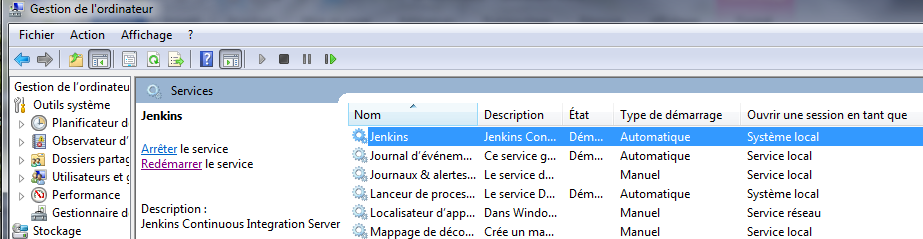 Gestion de l'ordinateur
Fichier Action Affichage ?
Gestion de l'ordinateu
Outils système
Planificateur de
Observateur d'
Dossiers partag
Utilisateurs et g
Performance
Gestionnaire d
Stockage
Services
Jenkins
Arrêter le service
Redémarrer le service
Description :
Jenkins Continuous Integration Server
Nom Description État Type de démarrage Ouvrir une session en tant que
Jenkins Jenkins Con... Dém... Automatique Système local
Journal d'événem... Ce service g... Dém... Automatique Service local
Journaux & alertes... Le service d... Manuel Service local
Lanceur de proces... Le service D... Dém... Automatique Système local
Localisateur d'app... Dans Windo... Manuel Service réseau
Mappage de déco... Crée un ma... Manuel Service local